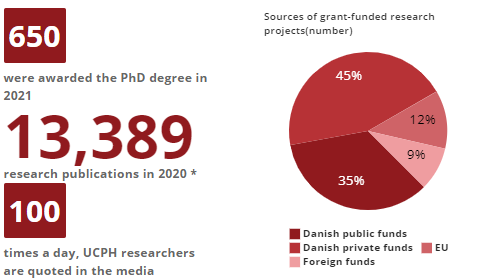 650
were awarded the PhD degree in
2021
13,389
research publications in 2020 *
100
times a day, UCPH researchers
are quoted in the media
Sources of grant-funded research
projects(number)
45%
12%
9%
35%
Danish public funds
Danish private funds EU
Foreign funds